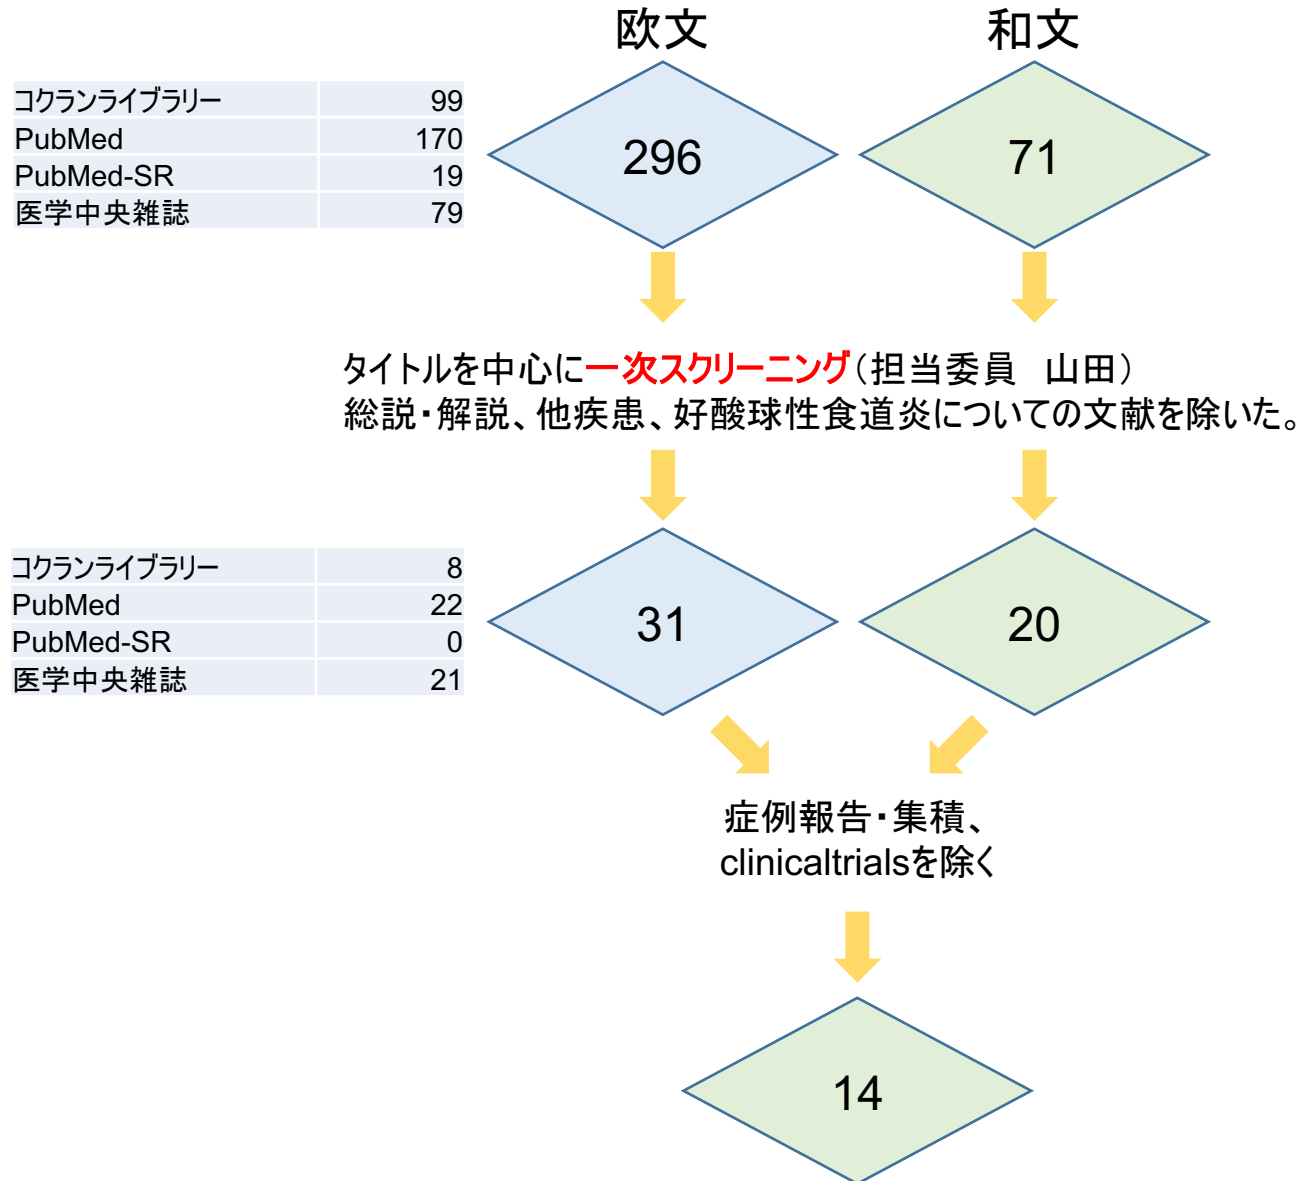 欧文 和文
コクランライブラリー 99
PubMed 170
PubMed-SR 19
医学中央雑誌 79
296 71
タイトルを中心に一次スクリーニング(担当委員 山田)
総説・解説、他疾患、好酸球性食道炎についての文献を除いた。
コクランライブラリー 8
PubMed 22
PubMed-SR 0
医学中央雑誌 21
31 20
症例報告・集積、
clinicaltrialsを除く
14